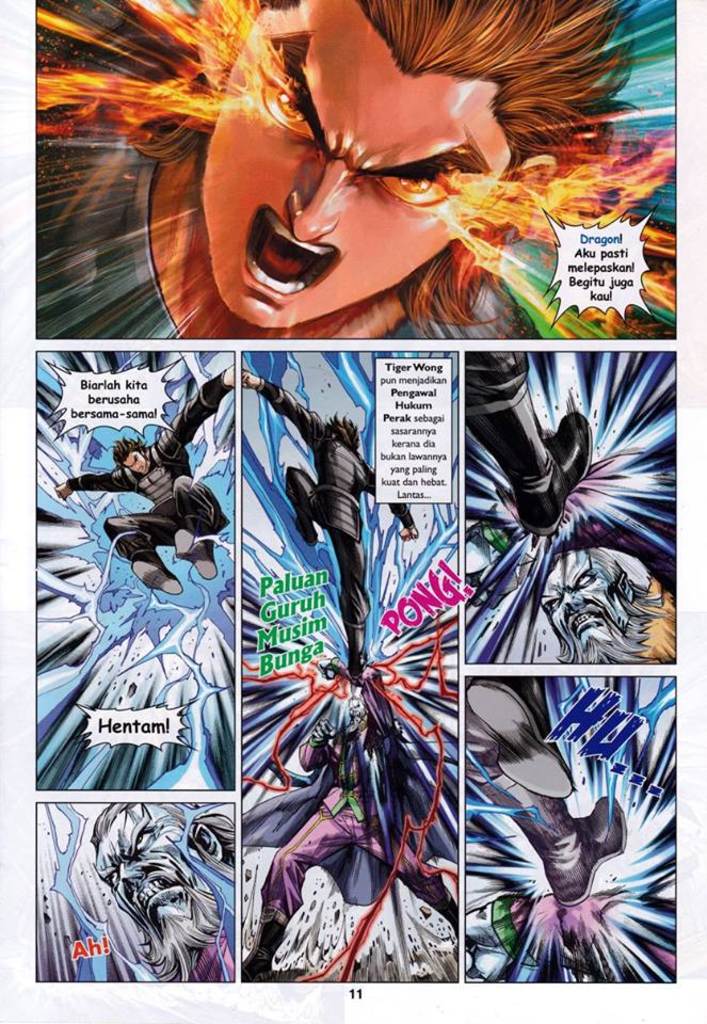 Dragon!
Aku pasti
melepaskan!
Begitu juga
kau!
Biarlah kita
berusaha
bersama-sama!
Hentam!
Tiger Wong
pun menjadikan
Pengawal
Hukum
Perak sebagai
sasarannya
kerana dia
bukan lawannya
yang paling
kuat dan hebat.
Lantas...
Paluan
Guruh
Musim
Bunga
PONG!
HU...
Ah!
11